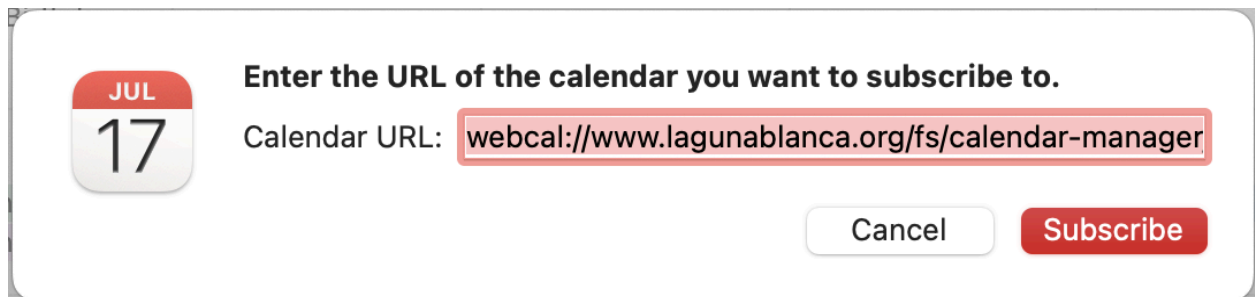 Enter the URL of the calendar you want to subscribe to.
JUL
17
Calendar URL: webcal://www.lagunablanca.org/fs/calendar-manager
Cancel Subscribe